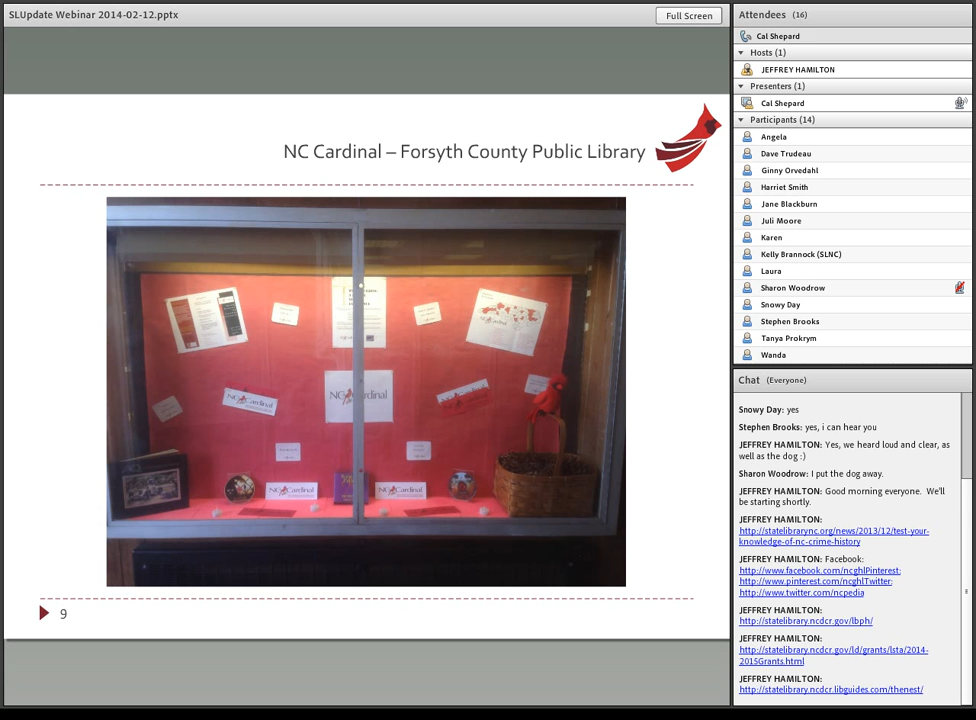 SLUpdate Webinar 2014-02-12.pptx
Full Screen
NC Cardinal – Forsyth County Public Library
NC Cardinal
NC Cardinal
NC Cardinal
NC Cardinal
NC Cardinal
9
Attendees (16)
Cal Shepard
Hosts (1)
JEFFREY HAMILTON
Presenters (1)
Cal Shepard
Participants (14)
Angela
Dave Trudeau
Ginny Orvedahl
Harriet Smith
Jane Blackburn
Juli Moore
Karen
Kelly Brannock (SLNC)
Laura
Sharon Woodrow
Snowy Day
Stephen Brooks
Tanya Prokrym
Wanda
Chat (Everyone)
Snowy Day: yes
Stephen Brooks: yes, i can hear you
JEFFREY HAMILTON: Yes, we heard loud and clear, as
well as the dog :)
Sharon Woodrow: I put the dog away.
JEFFREY HAMILTON: Good morning everyone. We'll
be starting shortly.
JEFFREY HAMILTON:
http://statelibrarync.org/news/2013/12/test-your-
knowledge-of-nc-crime-history
JEFFREY HAMILTON: Facebook:
http://www.facebook.com/ncghlPinterest:
http://www.pinterest.com/ncghlTwitter:
http://www.twitter.com/ncpedia
JEFFREY HAMILTON:
http://statelibrary.ncdcr.gov/lbph/
JEFFREY HAMILTON:
http://statelibrary.ncdcr.gov/ld/grants/lsta/2014-
2015Grants.html
JEFFREY HAMILTON:
http://statelibrary.ncdcr.libguides.com/thenest/